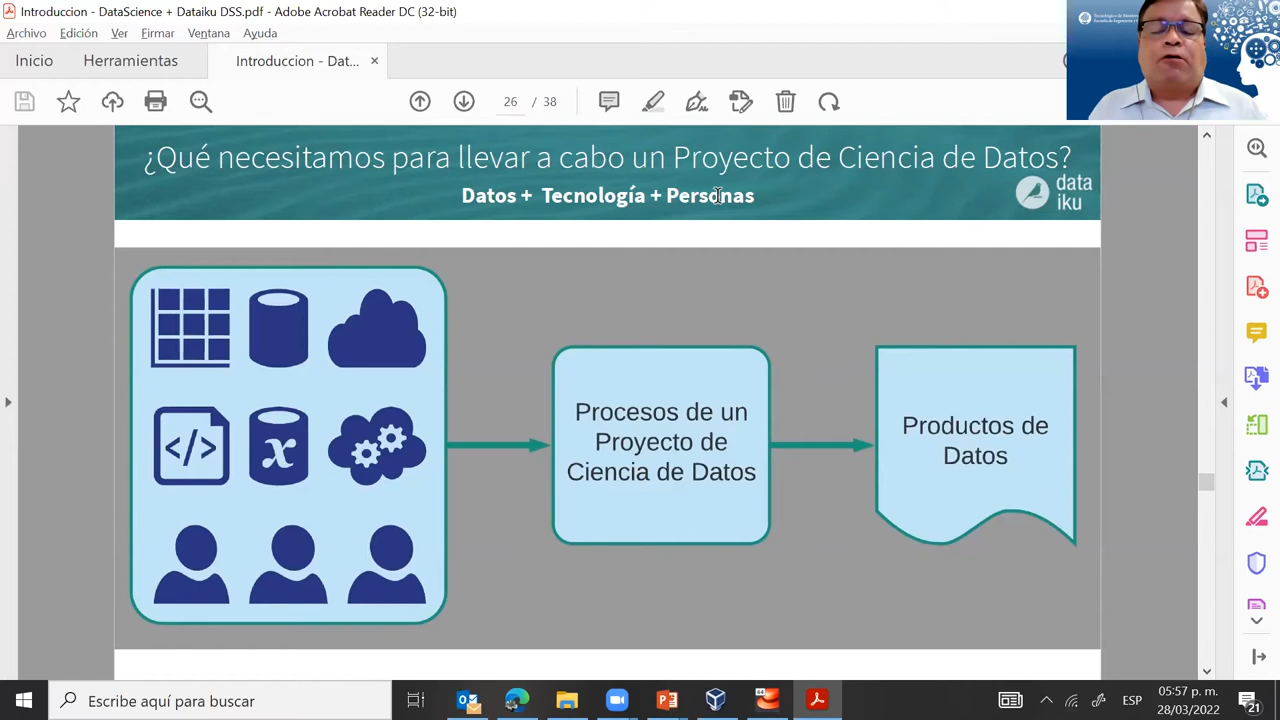 Introduccion - DataScience + Dataiku DSS.pdf - Adobe Acrobat Reader DC (32-bit)
Archivo Edición Ver Firmar Ventana Ayuda
Inicio Herramientas Introduccion - Dat... ×
26 / 38
¿Qué necesitamos para llevar a cabo un Proyecto de Ciencia de Datos?
Datos + Tecnología + Personas
data
iku
</>
x
Procesos de un
Proyecto de
Ciencia de Datos
Productos de
Datos
Escribe aquí para buscar
ESP
05:57 p. m.
28/03/2022
21